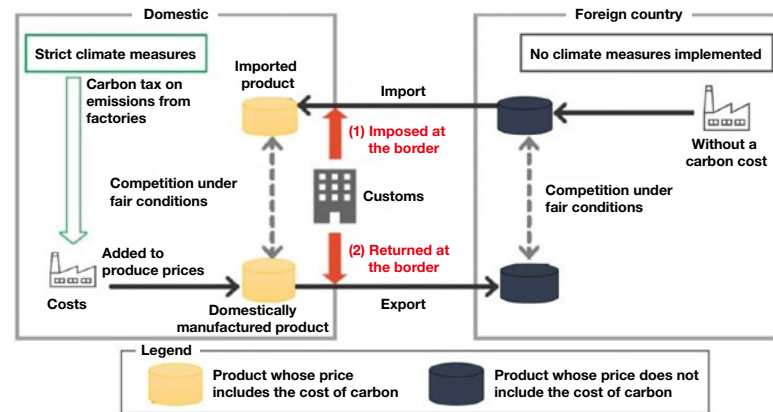 Domestic
Foreign country
Strict climate measures
No climate measures implemented
Carbon tax on
emissions from
factories
Imported
product
Import
(1) Imposed at
the border
Without a
carbon cost
Competition under
fair conditions
Customs
Competition under
fair conditions
Added to
produce prices
(2) Returned at
the border
Costs
Export
Domestically
manufactured product
Legend
Product whose price
includes the cost of carbon
Product whose price does not
include the cost of carbon